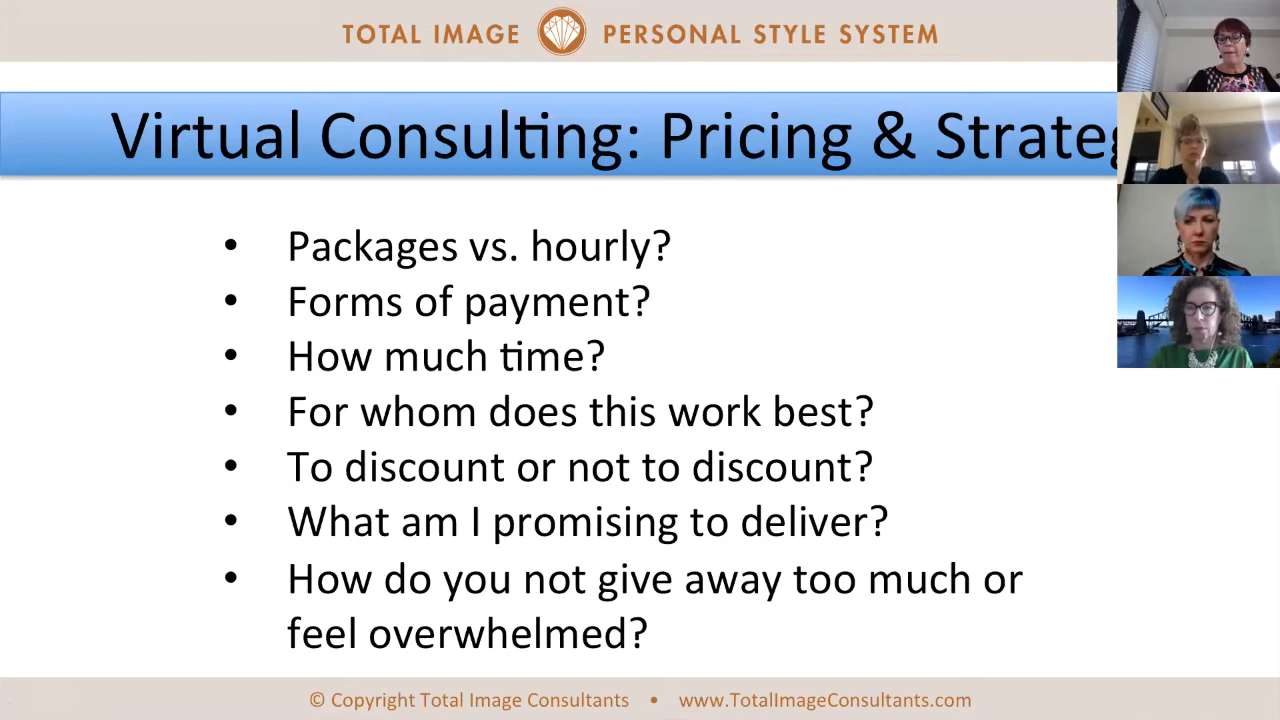 TOTAL IMAGE PERSONAL STYLE SYSTEM
Virtual Consulting: Pricing & Strateg
• Packages vs. hourly?
• Forms of payment?
• How much time?
• For whom does this work best?
• To discount or not to discount?
• What am I promising to deliver?
• How do you not give away too much or
feel overwhelmed?
© Copyright Total Image Consultants • www.TotalImageConsultants.com